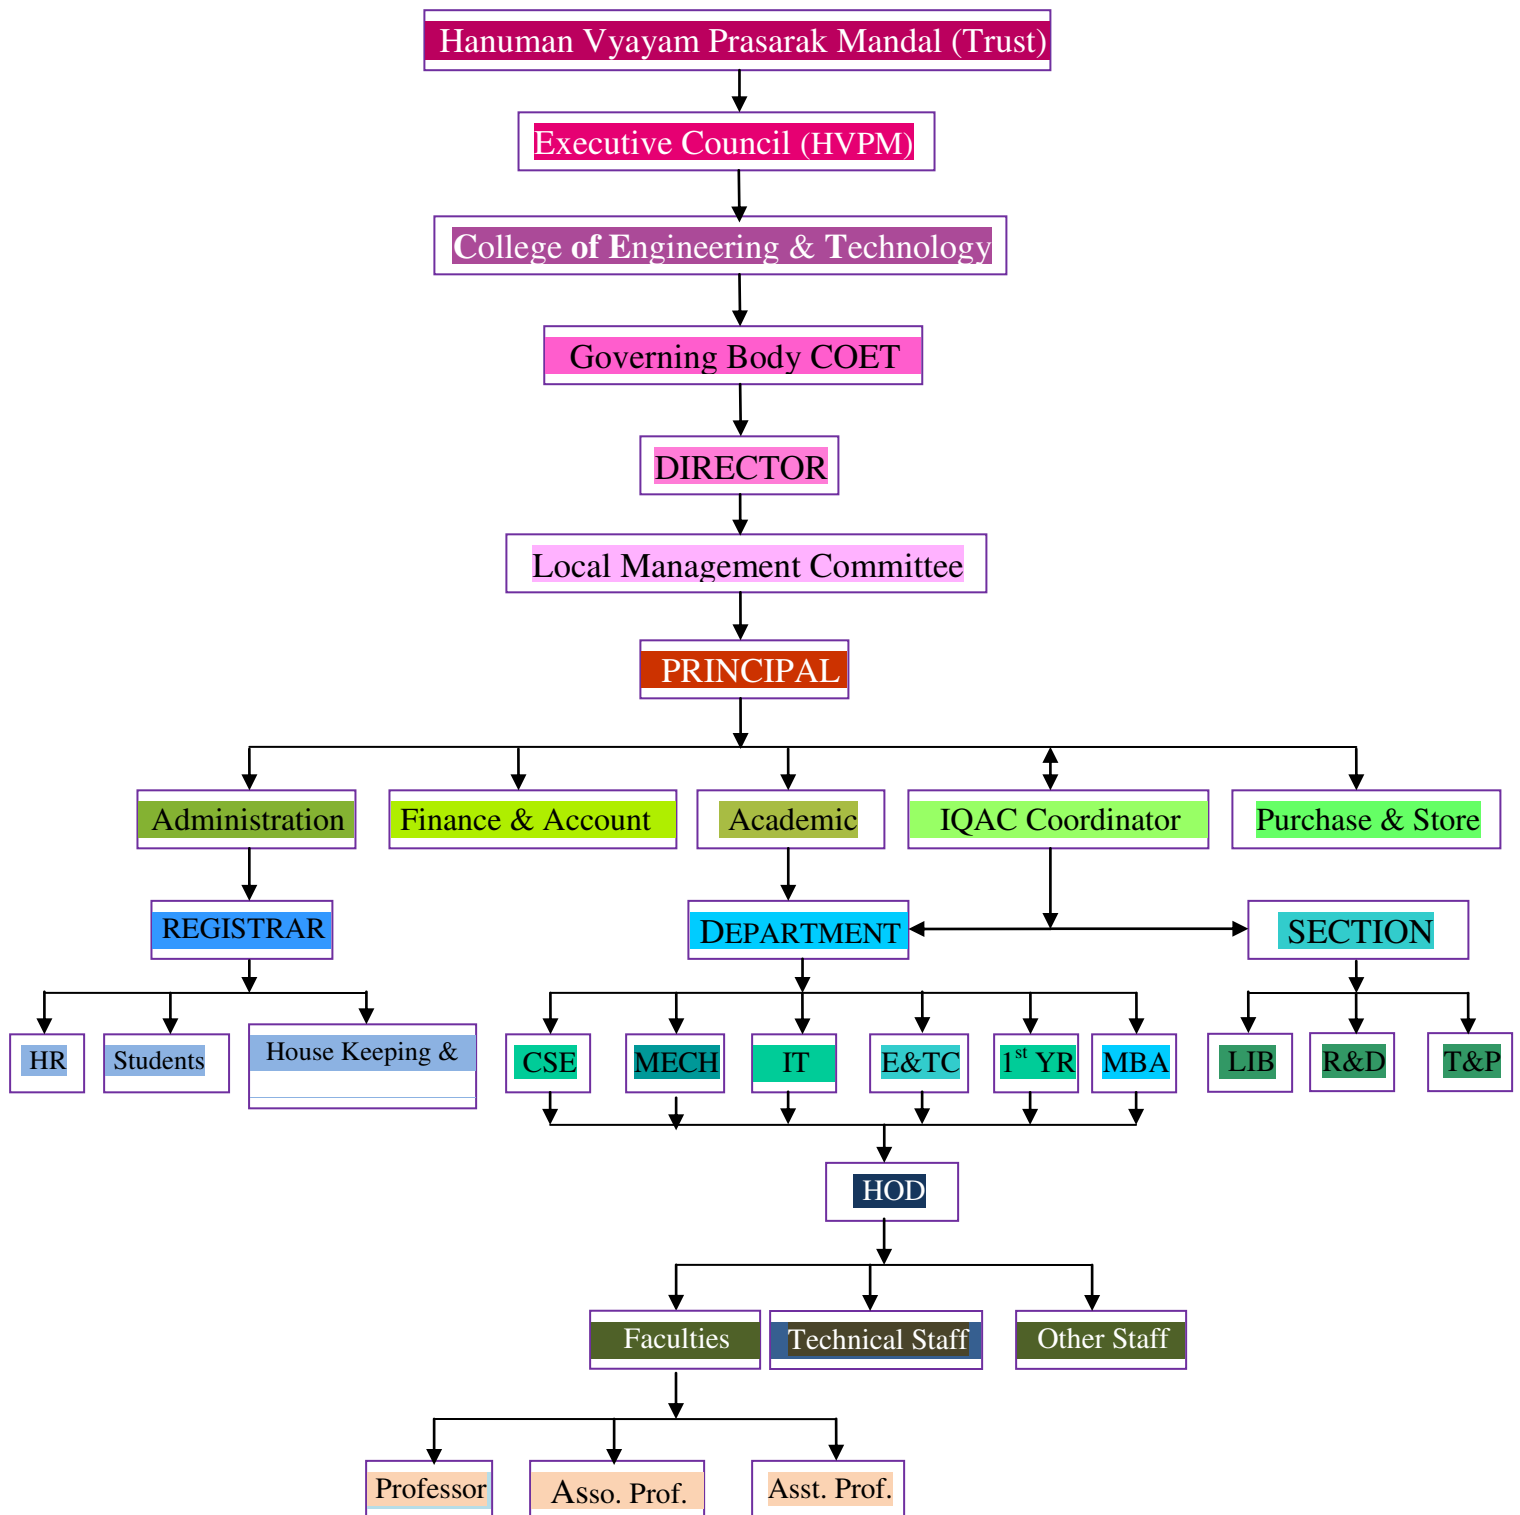 Hanuman Vyayam Prasarak Mandal (Trust)
Executive Council (HVPM)
College of Engineering & Technology
Governing Body COET
DIRECTOR
Local Management Committee
PRINCIPAL
Administration
Finance & Account
Academic
IQAC Coordinator
Purchase & Store
REGISTRAR
DEPARTMENT
SECTION
HR
Students
House Keeping &
CSE
MECH
IT
E&TC
1st YR
MBA
LIB
R&D
T&P
HOD
Faculties
Technical Staff
Other Staff
Professor
Asso. Prof.
Asst. Prof.